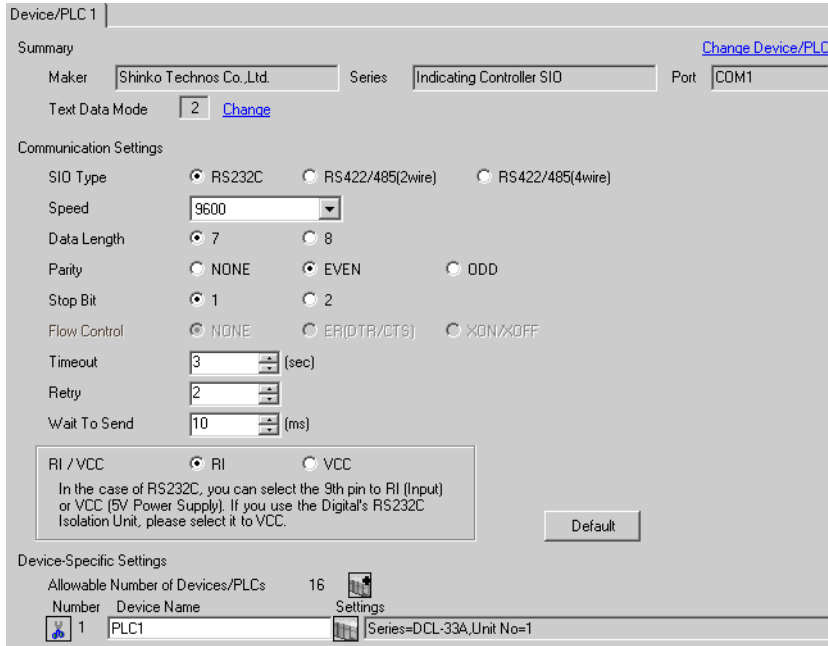 Device/PLC 1
Summary Change Device/PLC
Maker Shinko Technos Co.,Ltd. Series Indicating Controller SIO Port COM1
Text Data Mode 2 Change
Communication Settings
SIO Type RS232C RS422/485(2wire) RS422/485(4wire)
Speed 9600
Data Length 7 8
Parity NONE EVEN ODD
Stop Bit 1 2
Flow Control NONE ER(DTR/CTS) XON/XOFF
Timeout 3 (sec)
Retry 2
Wait To Send 10 (ms)
RI / VCC RI VCC
In the case of RS232C, you can select the 9th pin to RI (Input)
or VCC (5V Power Supply). If you use the Digital's RS232C
Isolation Unit, please select it to VCC.
Default
Device-Specific Settings
Allowable Number of Devices/PLCs 16
Number Device Name Settings
1 PLC1 Series=DCL-33A,Unit No=1